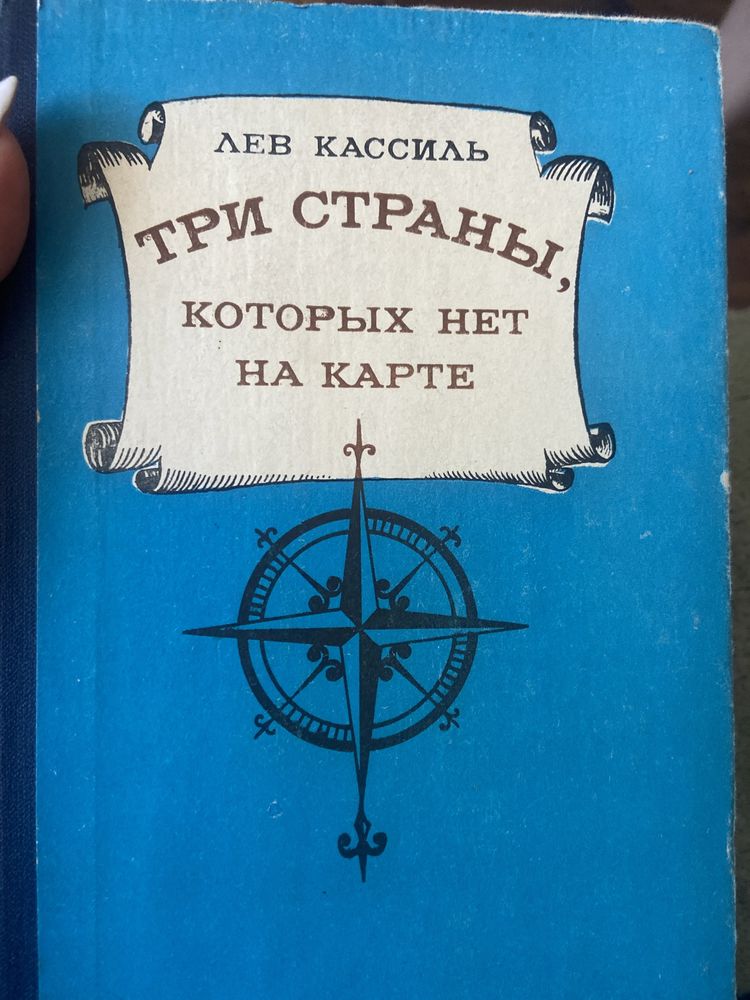 ЛЕВ КАССИЛЬ
ТРИ СТРАНЫ,
КОТОРЫХ НЕТ
НА КАРТЕ